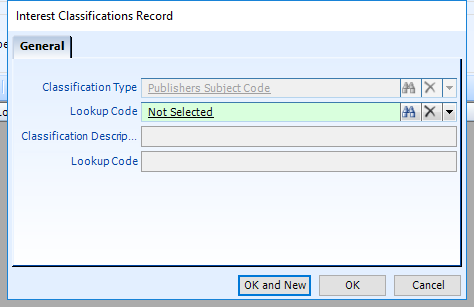 Interest Classifications Record
General
Classification Type Publishers Subject Code
Lookup Code Not Selected
Classification Descrip...
Lookup Code
OK and New OK Cancel